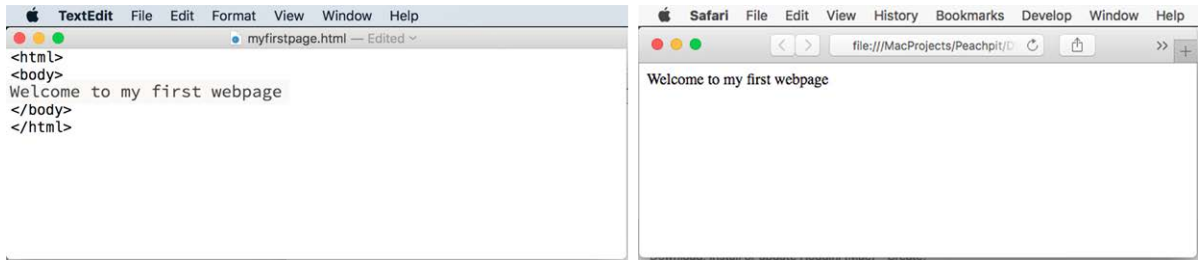 TextEdit File Edit Format View Window Help
myfirstpage.html — Edited
<html>
<body>
Welcome to my first webpage
</body>
</html>
Safari File Edit View History Bookmarks Develop Window Help
file:///MacProjects/Peachpit/D
Welcome to my first webpage